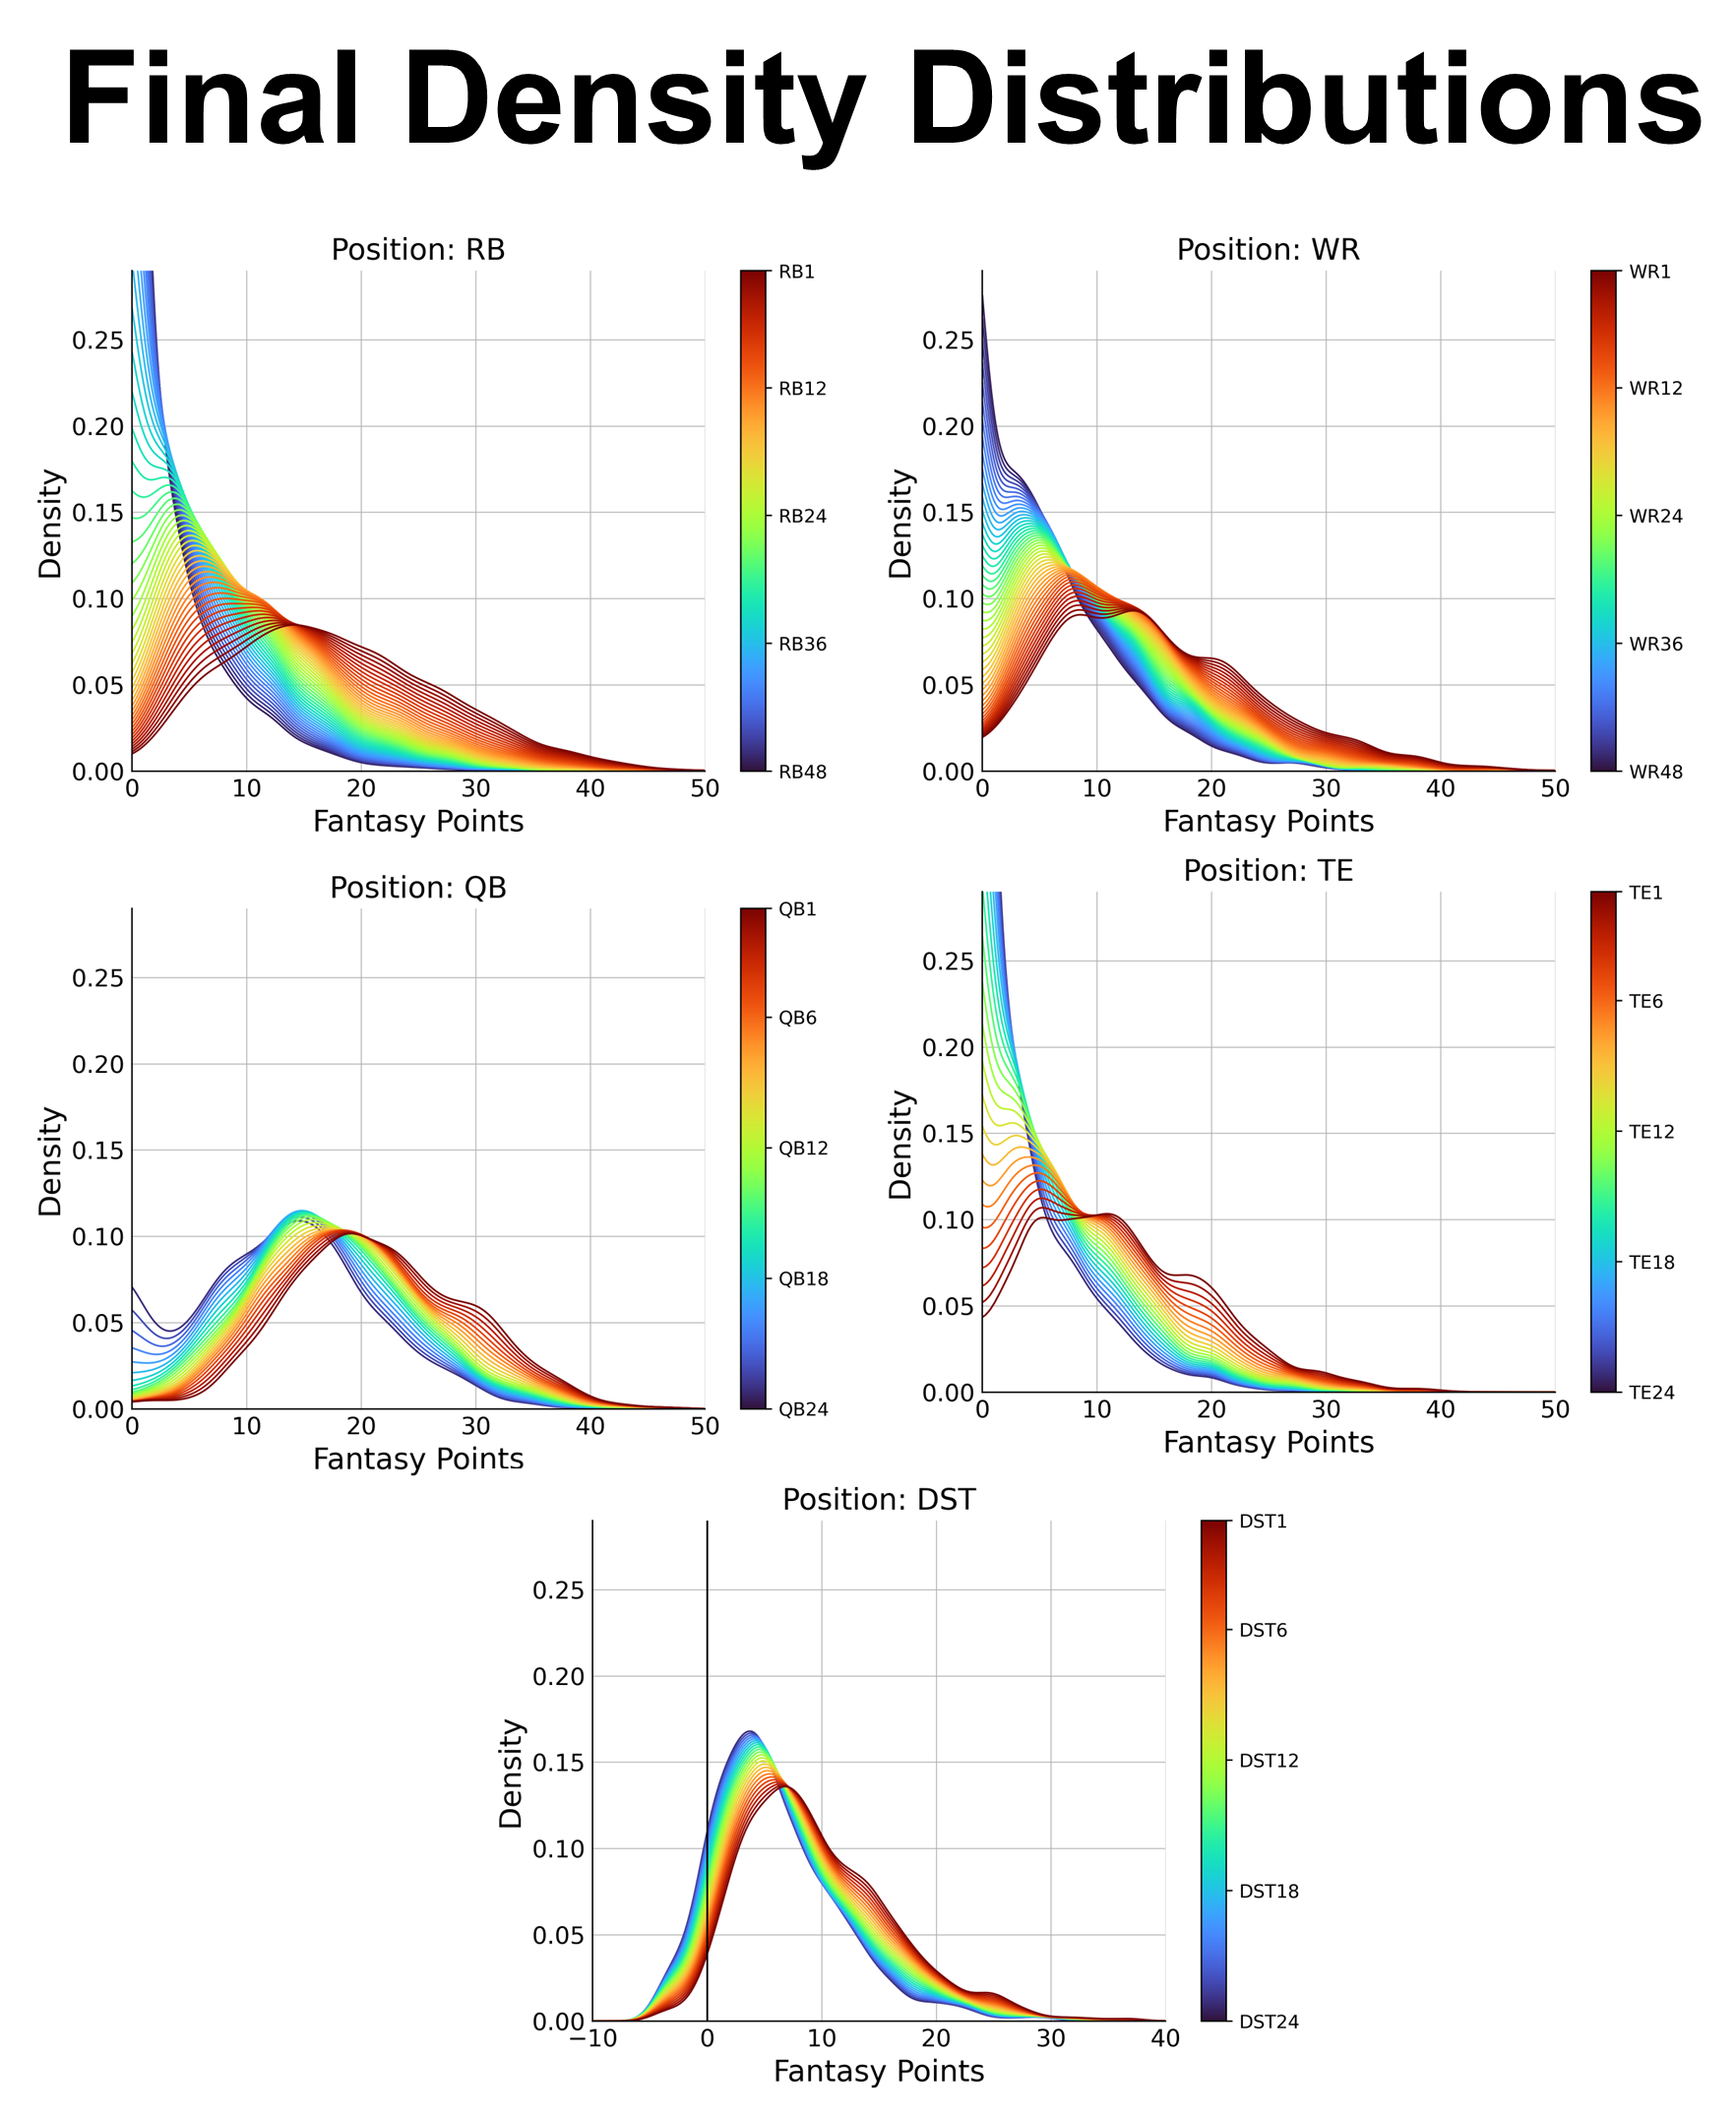 Final Density Distributions
Position: RB
Density
0.25
0.20
0.15
0.10
0.05
0.00
0 10 20 30 40 50
Fantasy Points
RB1
RB12
RB24
RB36
RB48
Position: WR
Density
0.25
0.20
0.15
0.10
0.05
0.00
0 10 20 30 40 50
Fantasy Points
WR1
WR12
WR24
WR36
WR48
Position: QB
Density
0.25
0.20
0.15
0.10
0.05
0.00
0 10 20 30 40 50
Fantasy Points
QB1
QB6
QB12
QB18
QB24
Position: TE
Density
0.25
0.20
0.15
0.10
0.05
0.00
0 10 20 30 40 50
Fantasy Points
TE1
TE6
TE12
TE18
TE24
Position: DST
Density
0.25
0.20
0.15
0.10
0.05
0.00
−10 0 10 20 30 40
Fantasy Points
DST1
DST6
DST12
DST18
DST24